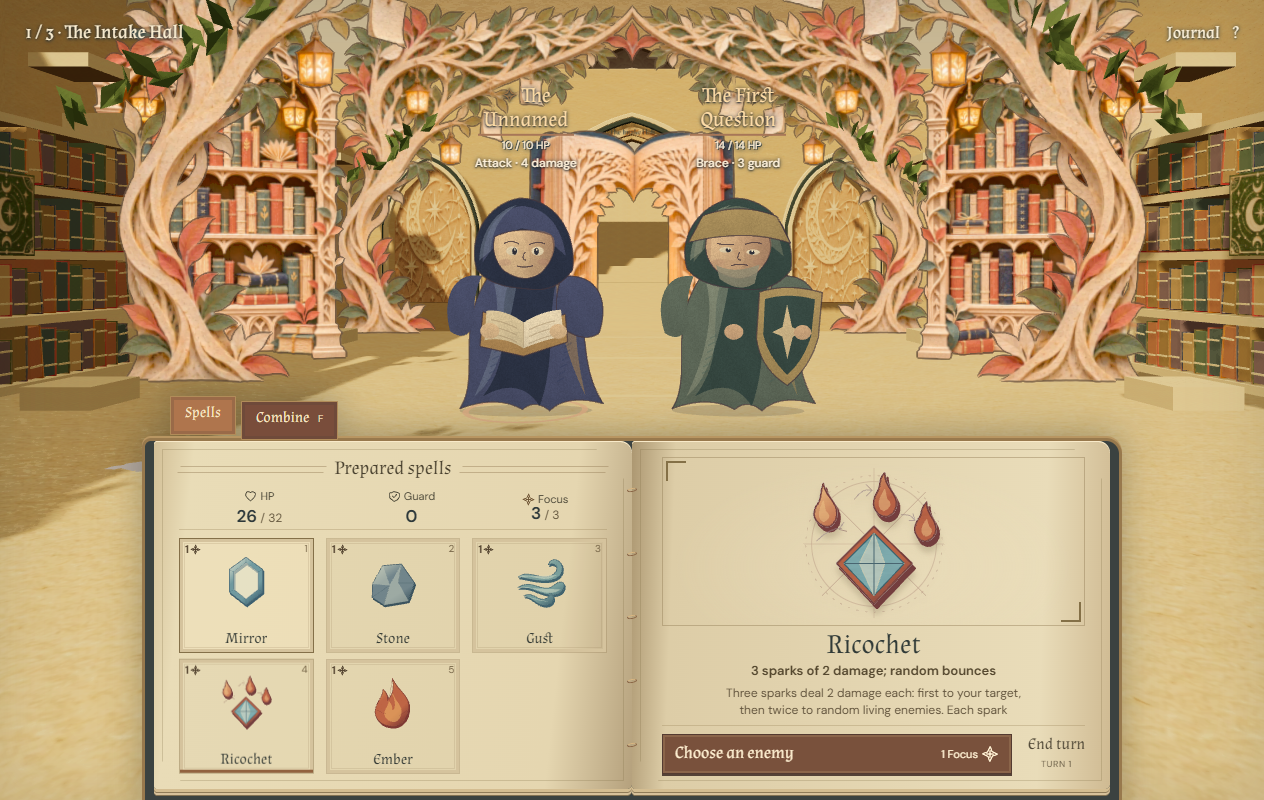 1 / 3 · The Intake Hall
Journal ?
The
Unnamed
10 / 10 HP
Attack · 4 damage
The First
Question
14 / 14 HP
Brace · 3 guard
Spells
Combine F
Prepared spells
HP
26 / 32
Guard
0
Focus
3 / 3
1 1
Mirror
1 2
Stone
1 3
Gust
1 4
Ricochet
1 5
Ember
Ricochet
3 sparks of 2 damage; random bounces
Three sparks deal 2 damage each: first to your target,
then twice to random living enemies. Each spark
Choose an enemy 1 Focus
End turn
TURN 1